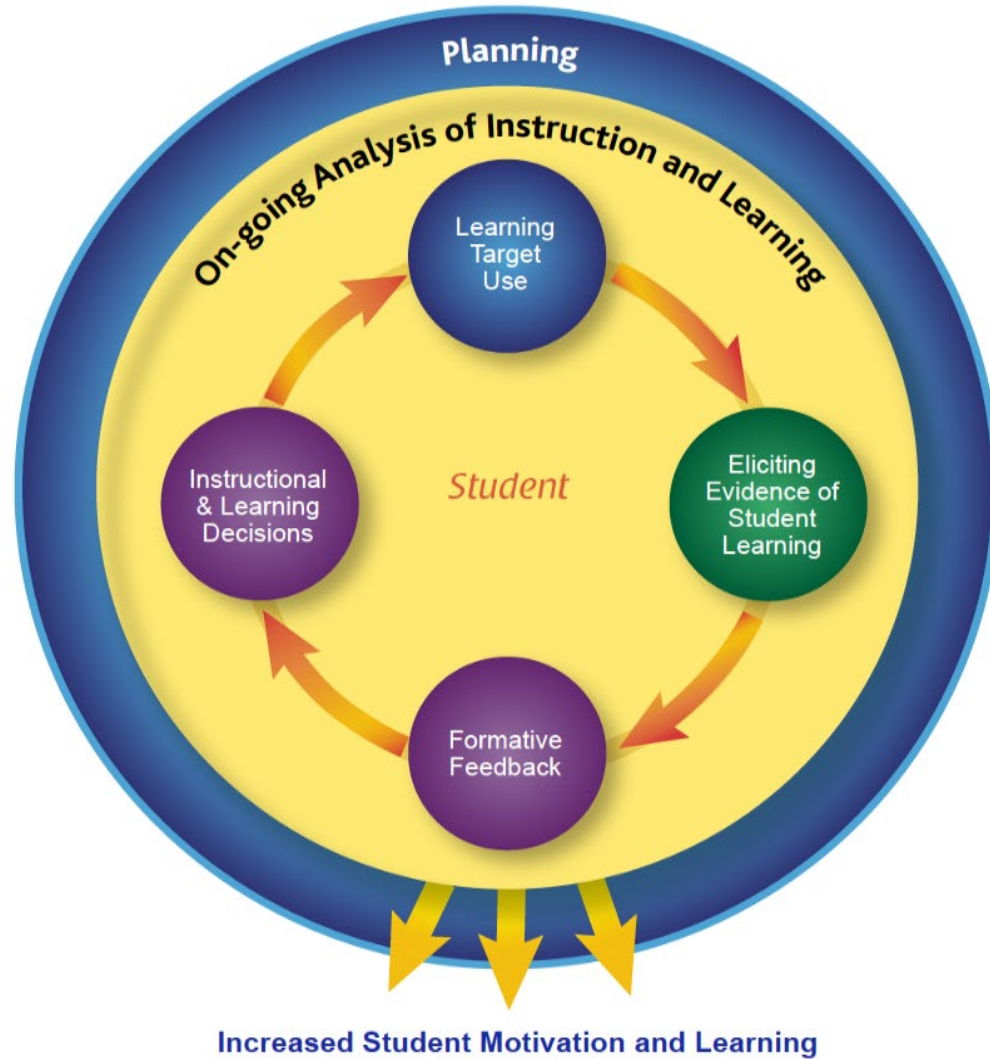 Planning
On-going Analysis of Instruction and Learning
Learning
Target
Use
Instructional
& Learning
Decisions
Student
Eliciting
Evidence of
Student
Learning
Formative
Feedback
Increased Student Motivation and Learning